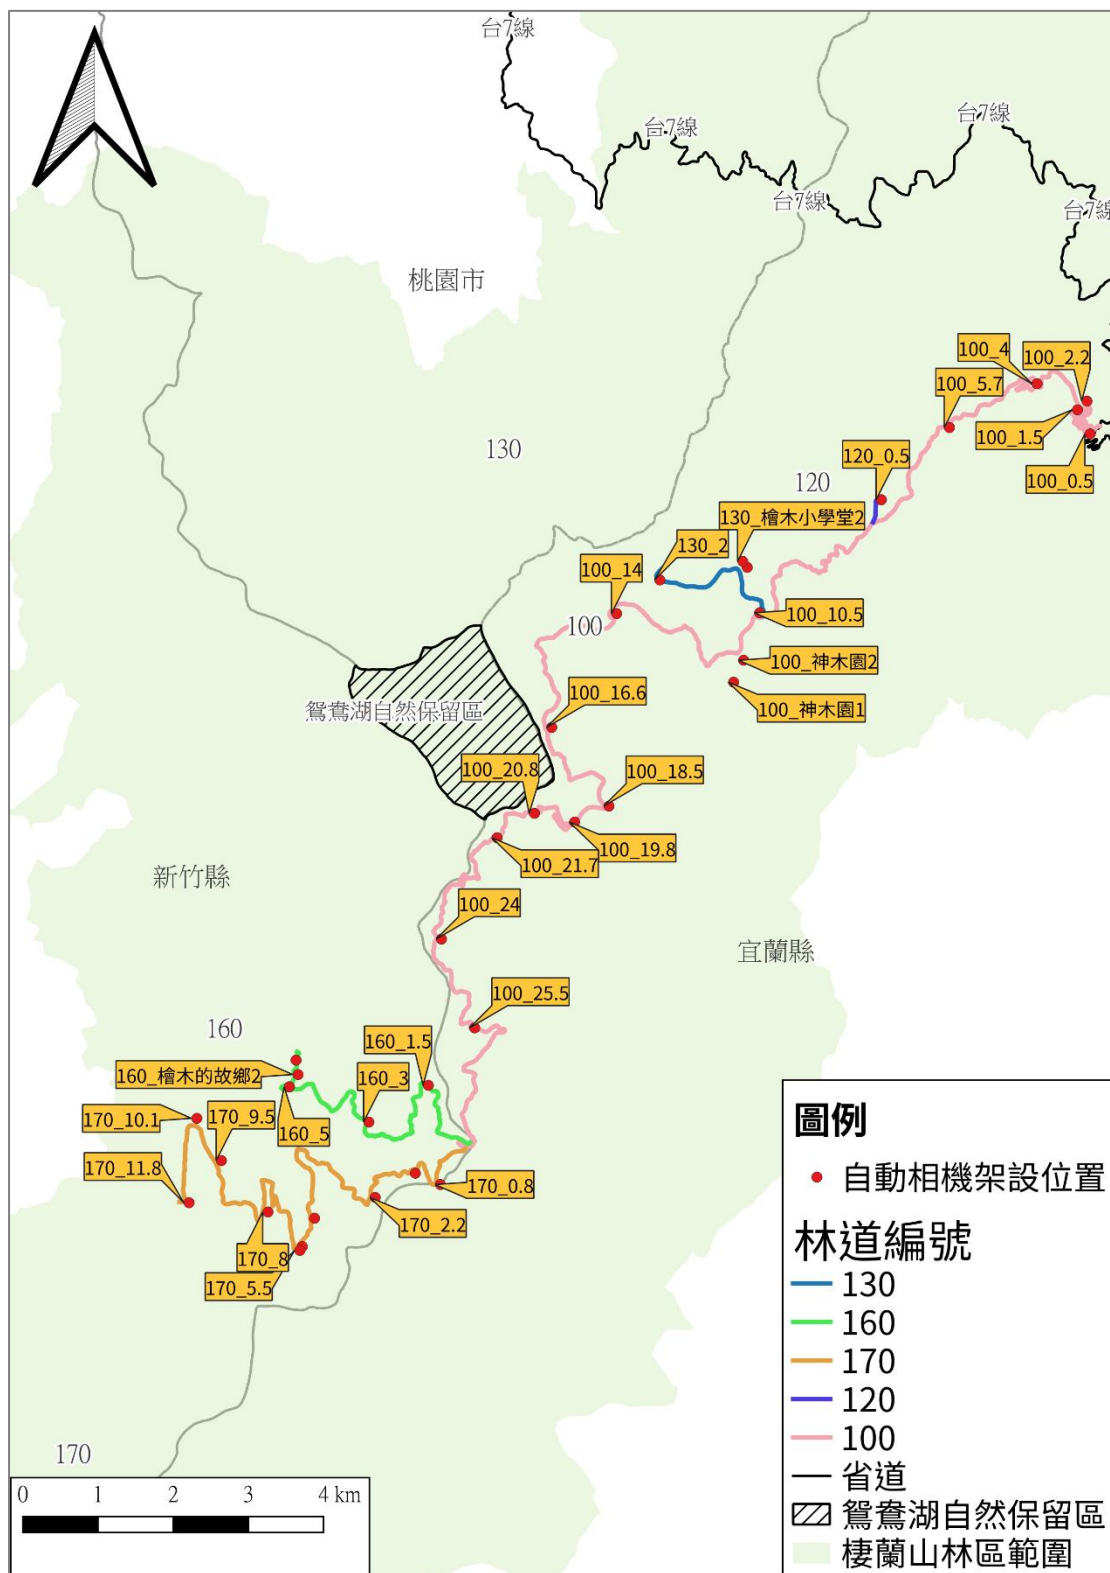 台7線
台7線
台7線
台7線
台7線
桃園市
100_4
100_2.2
100_5.7
100_1.5
100_0.5
130
120_0.5
120
130_檜木小學堂2
130_2
100_14
100
100_10.5
100_神木園2
100_神木園1
鴛鴦湖自然保留區
100_16.6
100_20.8
100_18.5
100_19.8
100_21.7
新竹縣
100_24
宜蘭縣
100_25.5
160
160_1.5
160_檜木的故鄉2
160_3
160_5
170_10.1
170_9.5
170_11.8
170_0.8
170_2.2
170_8
170_5.5
170
0 1 2 3 4 km
圖例
自動相機架設位置
林道編號
130
160
170
120
100
省道
鴛鴦湖自然保留區
棲蘭山林區範圍